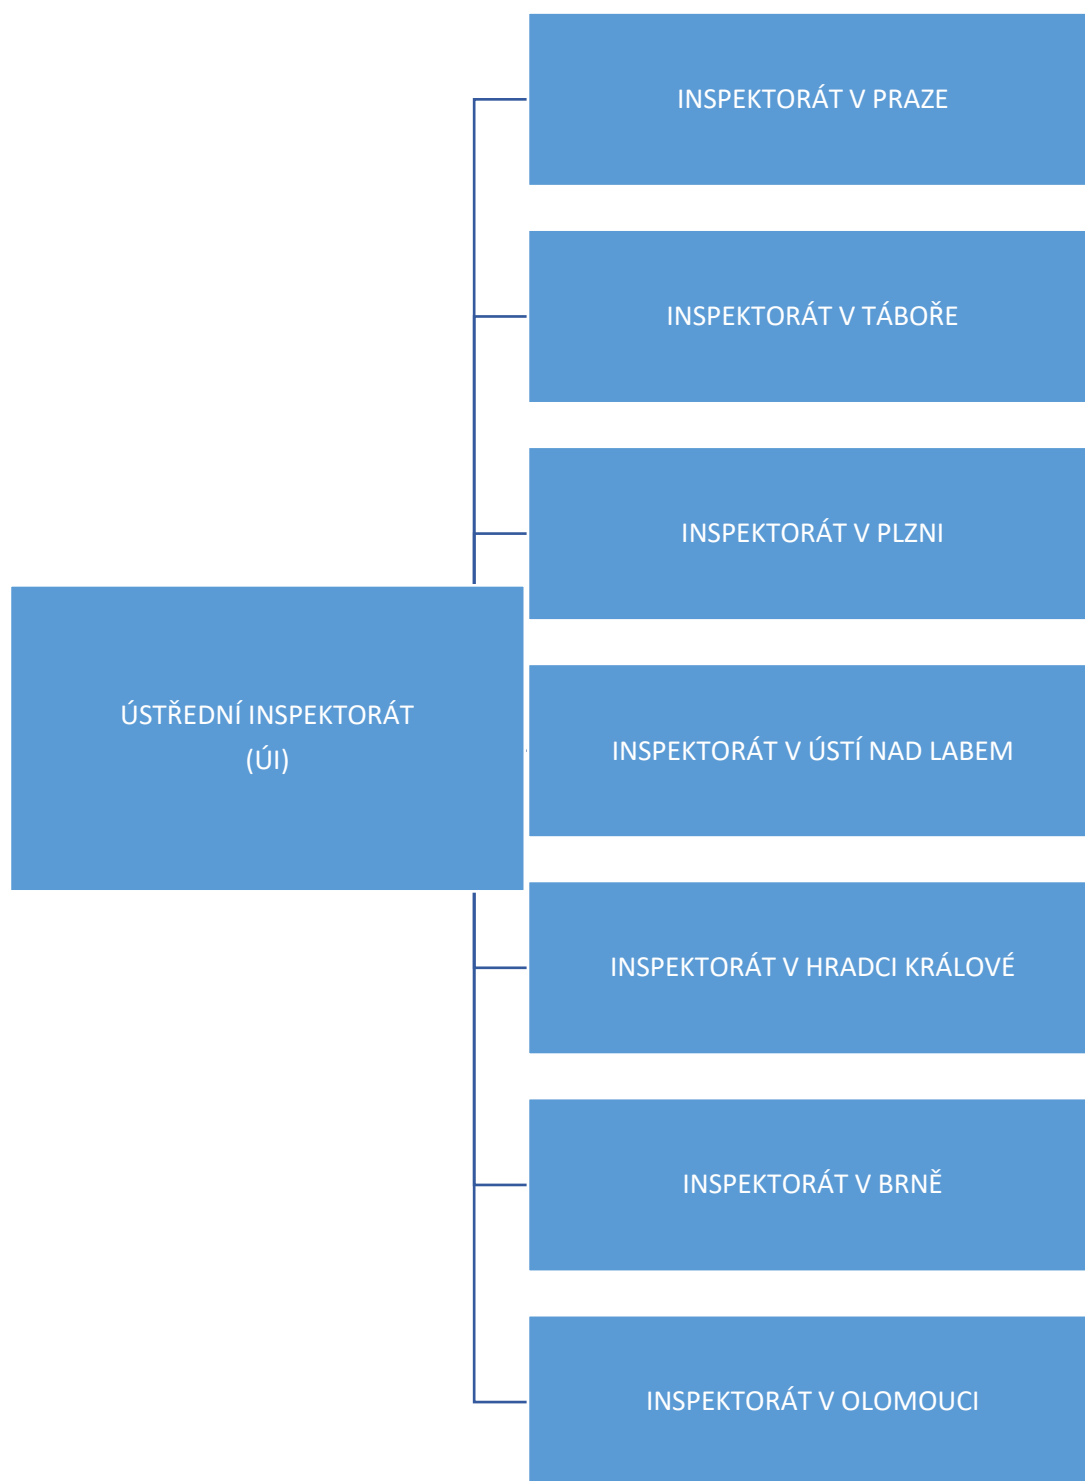 INSPEKTORÁT V PRAZE
INSPEKTORÁT V TÁBOŘE
INSPEKTORÁT V PLZNI
ÚSTŘEDNÍ INSPEKTORÁT
(ÚI)
INSPEKTORÁT V ÚSTÍ NAD LABEM
INSPEKTORÁT V HRADCI KRÁLOVÉ
INSPEKTORÁT V BRNĚ
INSPEKTORÁT V OLOMOUCI